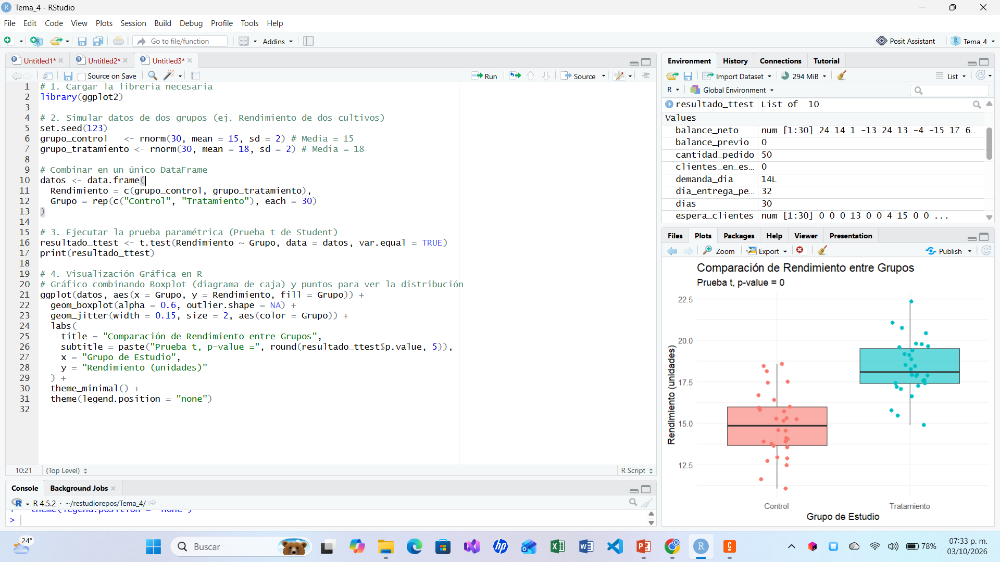 Tema_4 - RStudio
File Edit Code View Plots Session Build Debug Profile Tools Help
Go to file/function Addins Posit Assistant Tema_4
Untitled1* Untitled2* Untitled3*
Source on Save Run Source
1 # 1. Cargar la librería necesaria
2 library(ggplot2)
3
4 # 2. Simular datos de dos grupos (ej. Rendimiento de dos cultivos)
5 set.seed(123)
6 grupo_control   <- rnorm(30, mean = 15, sd = 2) # Media = 15
7 grupo_tratamiento <- rnorm(30, mean = 18, sd = 2) # Media = 18
8
9 # Combinar en un único DataFrame
10 datos <- data.frame(
11   Rendimiento = c(grupo_control, grupo_tratamiento),
12   Grupo = rep(c("Control", "Tratamiento"), each = 30)
13 )
14
15 # 3. Ejecutar la prueba paramétrica (Prueba t de Student)
16 resultado_ttest <- t.test(Rendimiento ~ Grupo, data = datos, var.equal = TRUE)
17 print(resultado_ttest)
18
19 # 4. Visualización Gráfica en R
20 # Gráfico combinando Boxplot (diagrama de caja) y puntos para ver la distribución
21 ggplot(datos, aes(x = Grupo, y = Rendimiento, fill = Grupo)) +
22   geom_boxplot(alpha = 0.6, outlier.shape = NA) +
23   geom_jitter(width = 0.15, size = 2, aes(color = Grupo)) +
24   labs(
25     title = "Comparación de Rendimiento entre Grupos",
26     subtitle = paste("Prueba t, p-value =", round(resultado_ttest$p.value, 5)),
27     x = "Grupo de Estudio",
28     y = "Rendimiento (unidades)"
29   ) +
30   theme_minimal() +
31   theme(legend.position = "none")
32
10:21 (Top Level) R Script
Console Background Jobs
R 4.5.2 · ~/restudiorepos/Tema_4/
+   theme(legend.position = "none")
>
Environment History Connections Tutorial
Import Dataset 294 MiB List
R Global Environment
resultado_ttest List of 10
Values
balance_neto num [1:30] 24 14 1 -13 24 13 -4 -15 17 6…
balance_previo 0
cantidad_pedido 50
clientes_en_es… 0
demanda_dia 14L
dia_entrega_pe… 32
dias 30
espera_clientes num [1:30] 0 0 0 13 0 0 4 15 0 0 ...
Files Plots Packages Help Viewer Presentation
Zoom Export Publish
Comparación de Rendimiento entre Grupos
Prueba t, p-value = 0
22.5
20.0
17.5
15.0
12.5
Rendimiento (unidades)
Control Tratamiento
Grupo de Estudio
24°
Buscar
78%
07:33 p. m.
03/10/2026